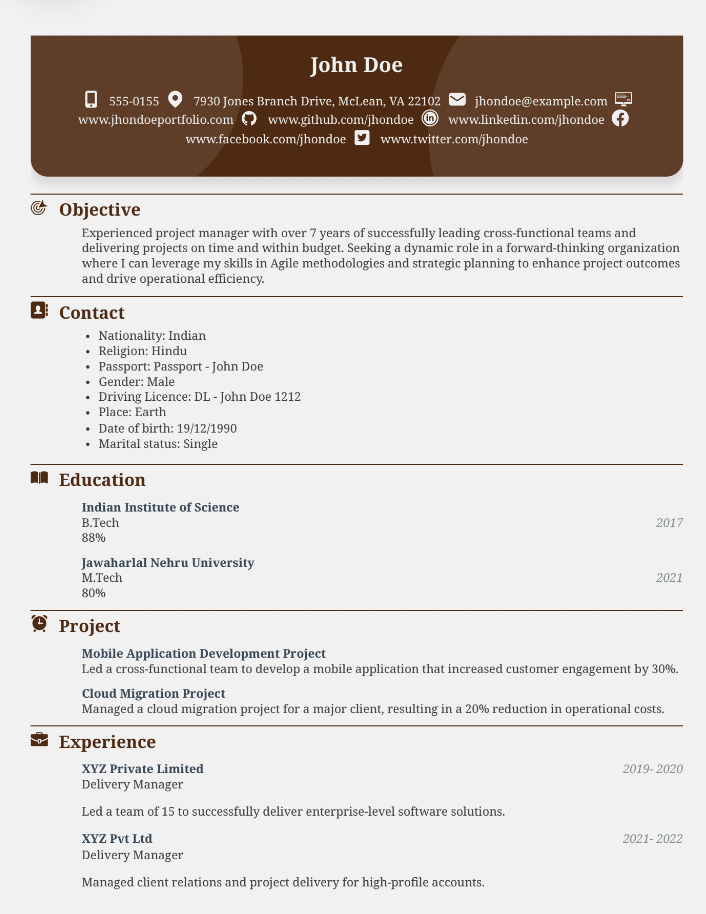 John Doe
555-0155 7930 Jones Branch Drive, McLean, VA 22102 jhondoe@example.com
www.jhondoeportfolio.com www.github.com/jhondoe www.linkedin.com/jhondoe
www.facebook.com/jhondoe www.twitter.com/jhondoe
Objective
Experienced project manager with over 7 years of successfully leading cross-functional teams and
delivering projects on time and within budget. Seeking a dynamic role in a forward-thinking organization
where I can leverage my skills in Agile methodologies and strategic planning to enhance project outcomes
and drive operational efficiency.
Contact
• Nationality: Indian
• Religion: Hindu
• Passport: Passport - John Doe
• Gender: Male
• Driving Licence: DL - John Doe 1212
• Place: Earth
• Date of birth: 19/12/1990
• Marital status: Single
Education
Indian Institute of Science
B.Tech 2017
88%
Jawaharlal Nehru University
M.Tech 2021
80%
Project
Mobile Application Development Project
Led a cross-functional team to develop a mobile application that increased customer engagement by 30%.
Cloud Migration Project
Managed a cloud migration project for a major client, resulting in a 20% reduction in operational costs.
Experience
XYZ Private Limited 2019- 2020
Delivery Manager
Led a team of 15 to successfully deliver enterprise-level software solutions.
XYZ Pvt Ltd 2021- 2022
Delivery Manager
Managed client relations and project delivery for high-profile accounts.